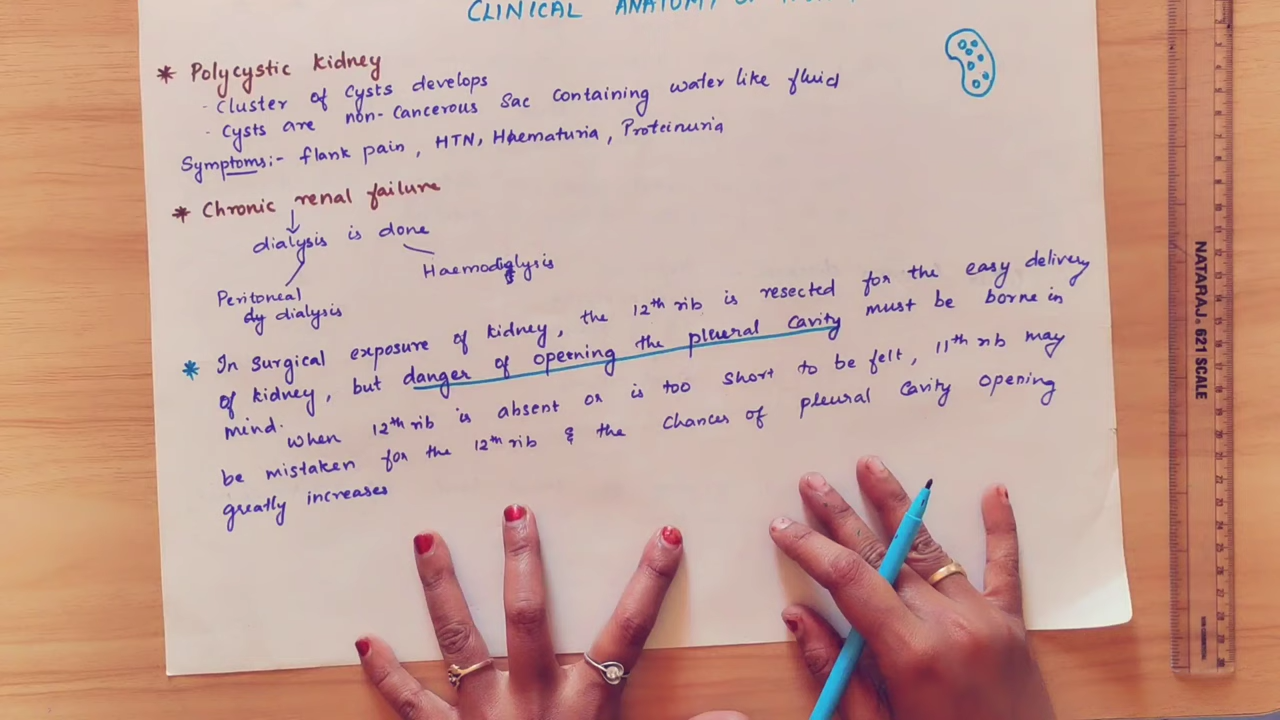 CLINICAL ANATOMY OF
* Polycystic kidney
- Cluster of cysts develops
- Cysts are non-cancerous sac containing water like fluid
Symptoms:- flank pain, HTN, Haematuria, Proteinuria
* Chronic renal failure
dialysis is done
Haemodialysis
Peritoneal
dy dialysis
* In surgical exposure of kidney, the 12th rib is resected for the easy delivery
of kidney, but danger of opening the pleural cavity must be borne in
mind.
When 12th rib is absent or is too short to be felt, 11th rib may
be mistaken for the 12th rib & the chances of pleural cavity opening
greatly increases
NATARAJ 621 SCALE